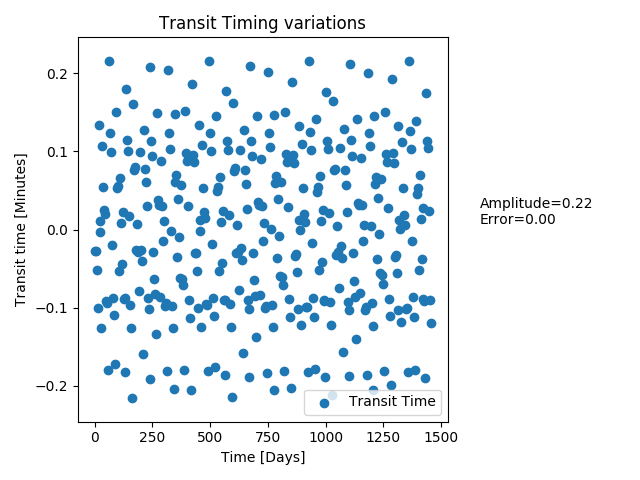 Transit Timing variations
Transit time [Minutes]
0.2
0.1
0.0
−0.1
−0.2
Amplitude=0.22
Error=0.00
Transit Time
0
250
500
750
1000
1250
1500
Time [Days]